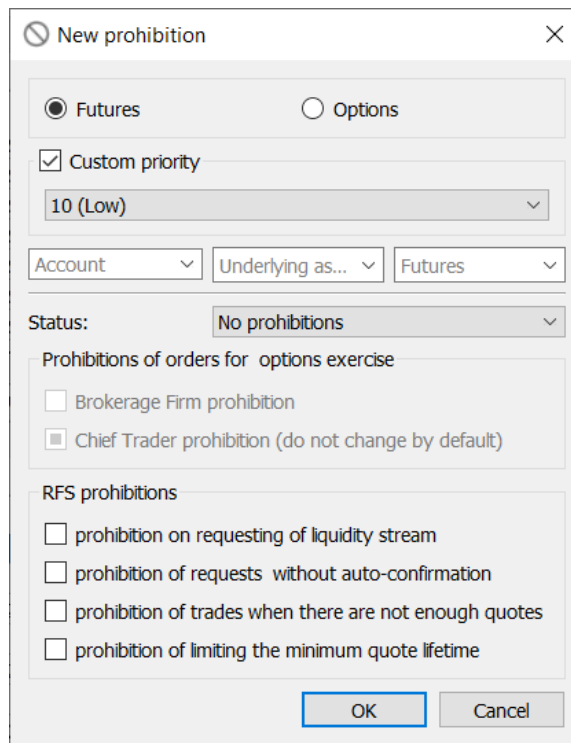 New prohibition
Futures Options
Custom priority
10 (Low)
Account Underlying as... Futures
Status: No prohibitions
Prohibitions of orders for options exercise
Brokerage Firm prohibition
Chief Trader prohibition (do not change by default)
RFS prohibitions
prohibition on requesting of liquidity stream
prohibition of requests without auto-confirmation
prohibition of trades when there are not enough quotes
prohibition of limiting the minimum quote lifetime
OK Cancel